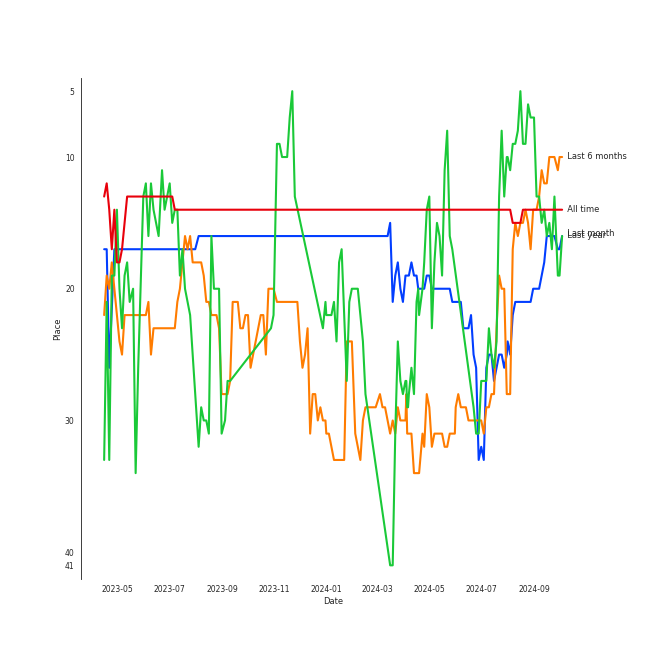 5
10
20
30
40
41
Place
2023-05
2023-07
2023-09
2023-11
2024-01
2024-03
2024-05
2024-07
2024-09
Date
Last 6 months
All time
Last month
Last year